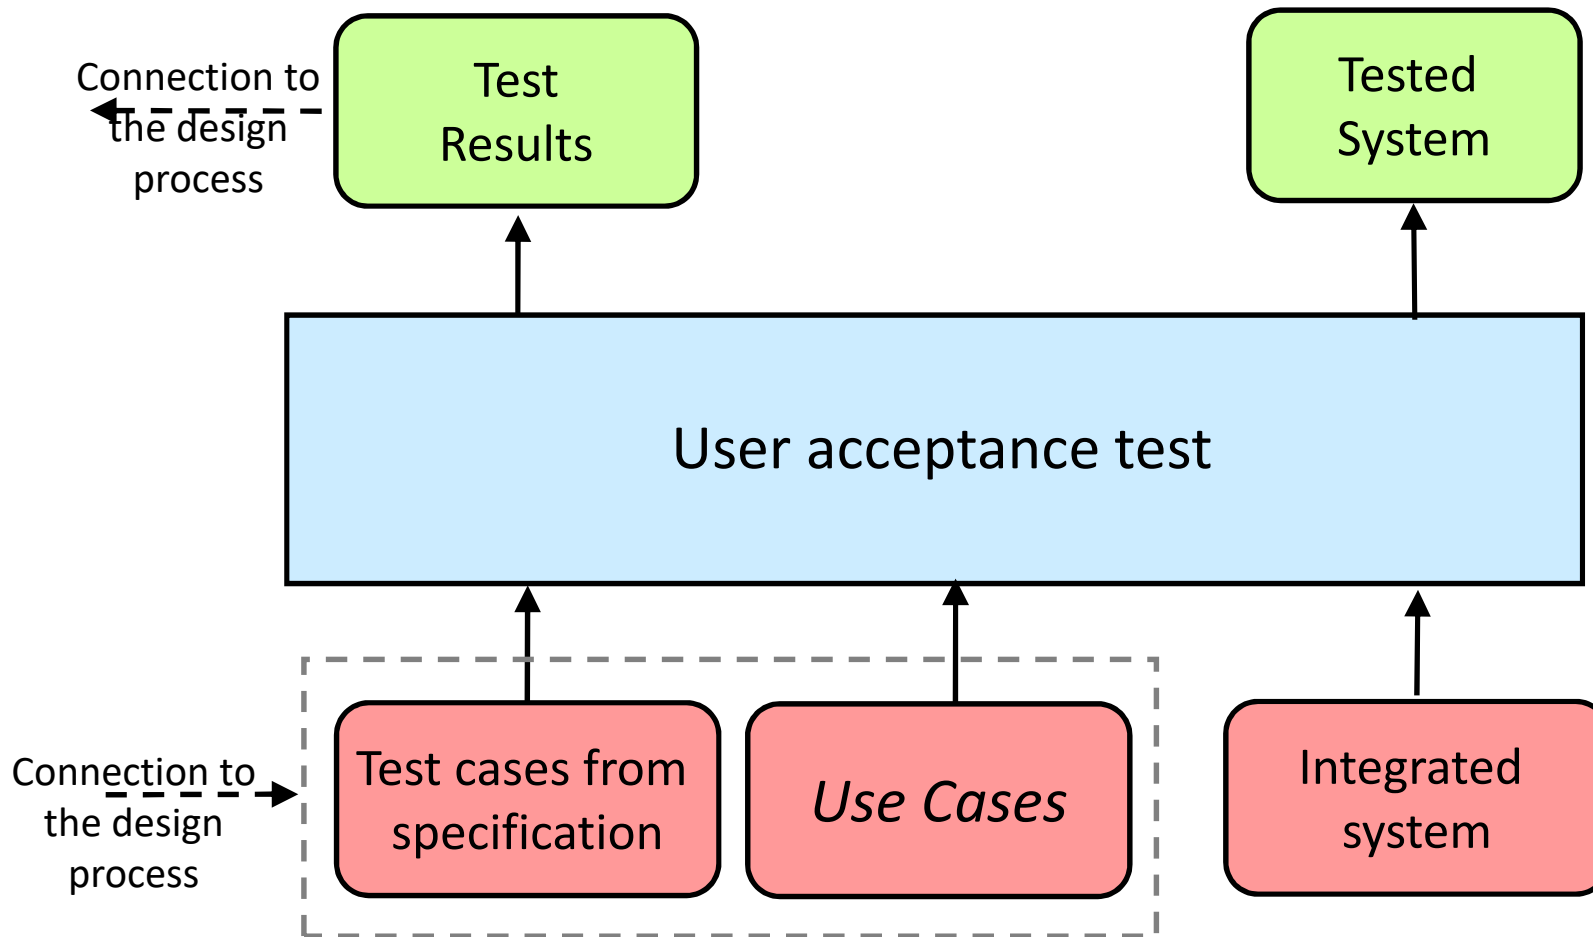 Connection to
the design
process
Test
Results
Tested
System
User acceptance test
Connection to
the design
process
Test cases from
specification
Use Cases
Integrated
system